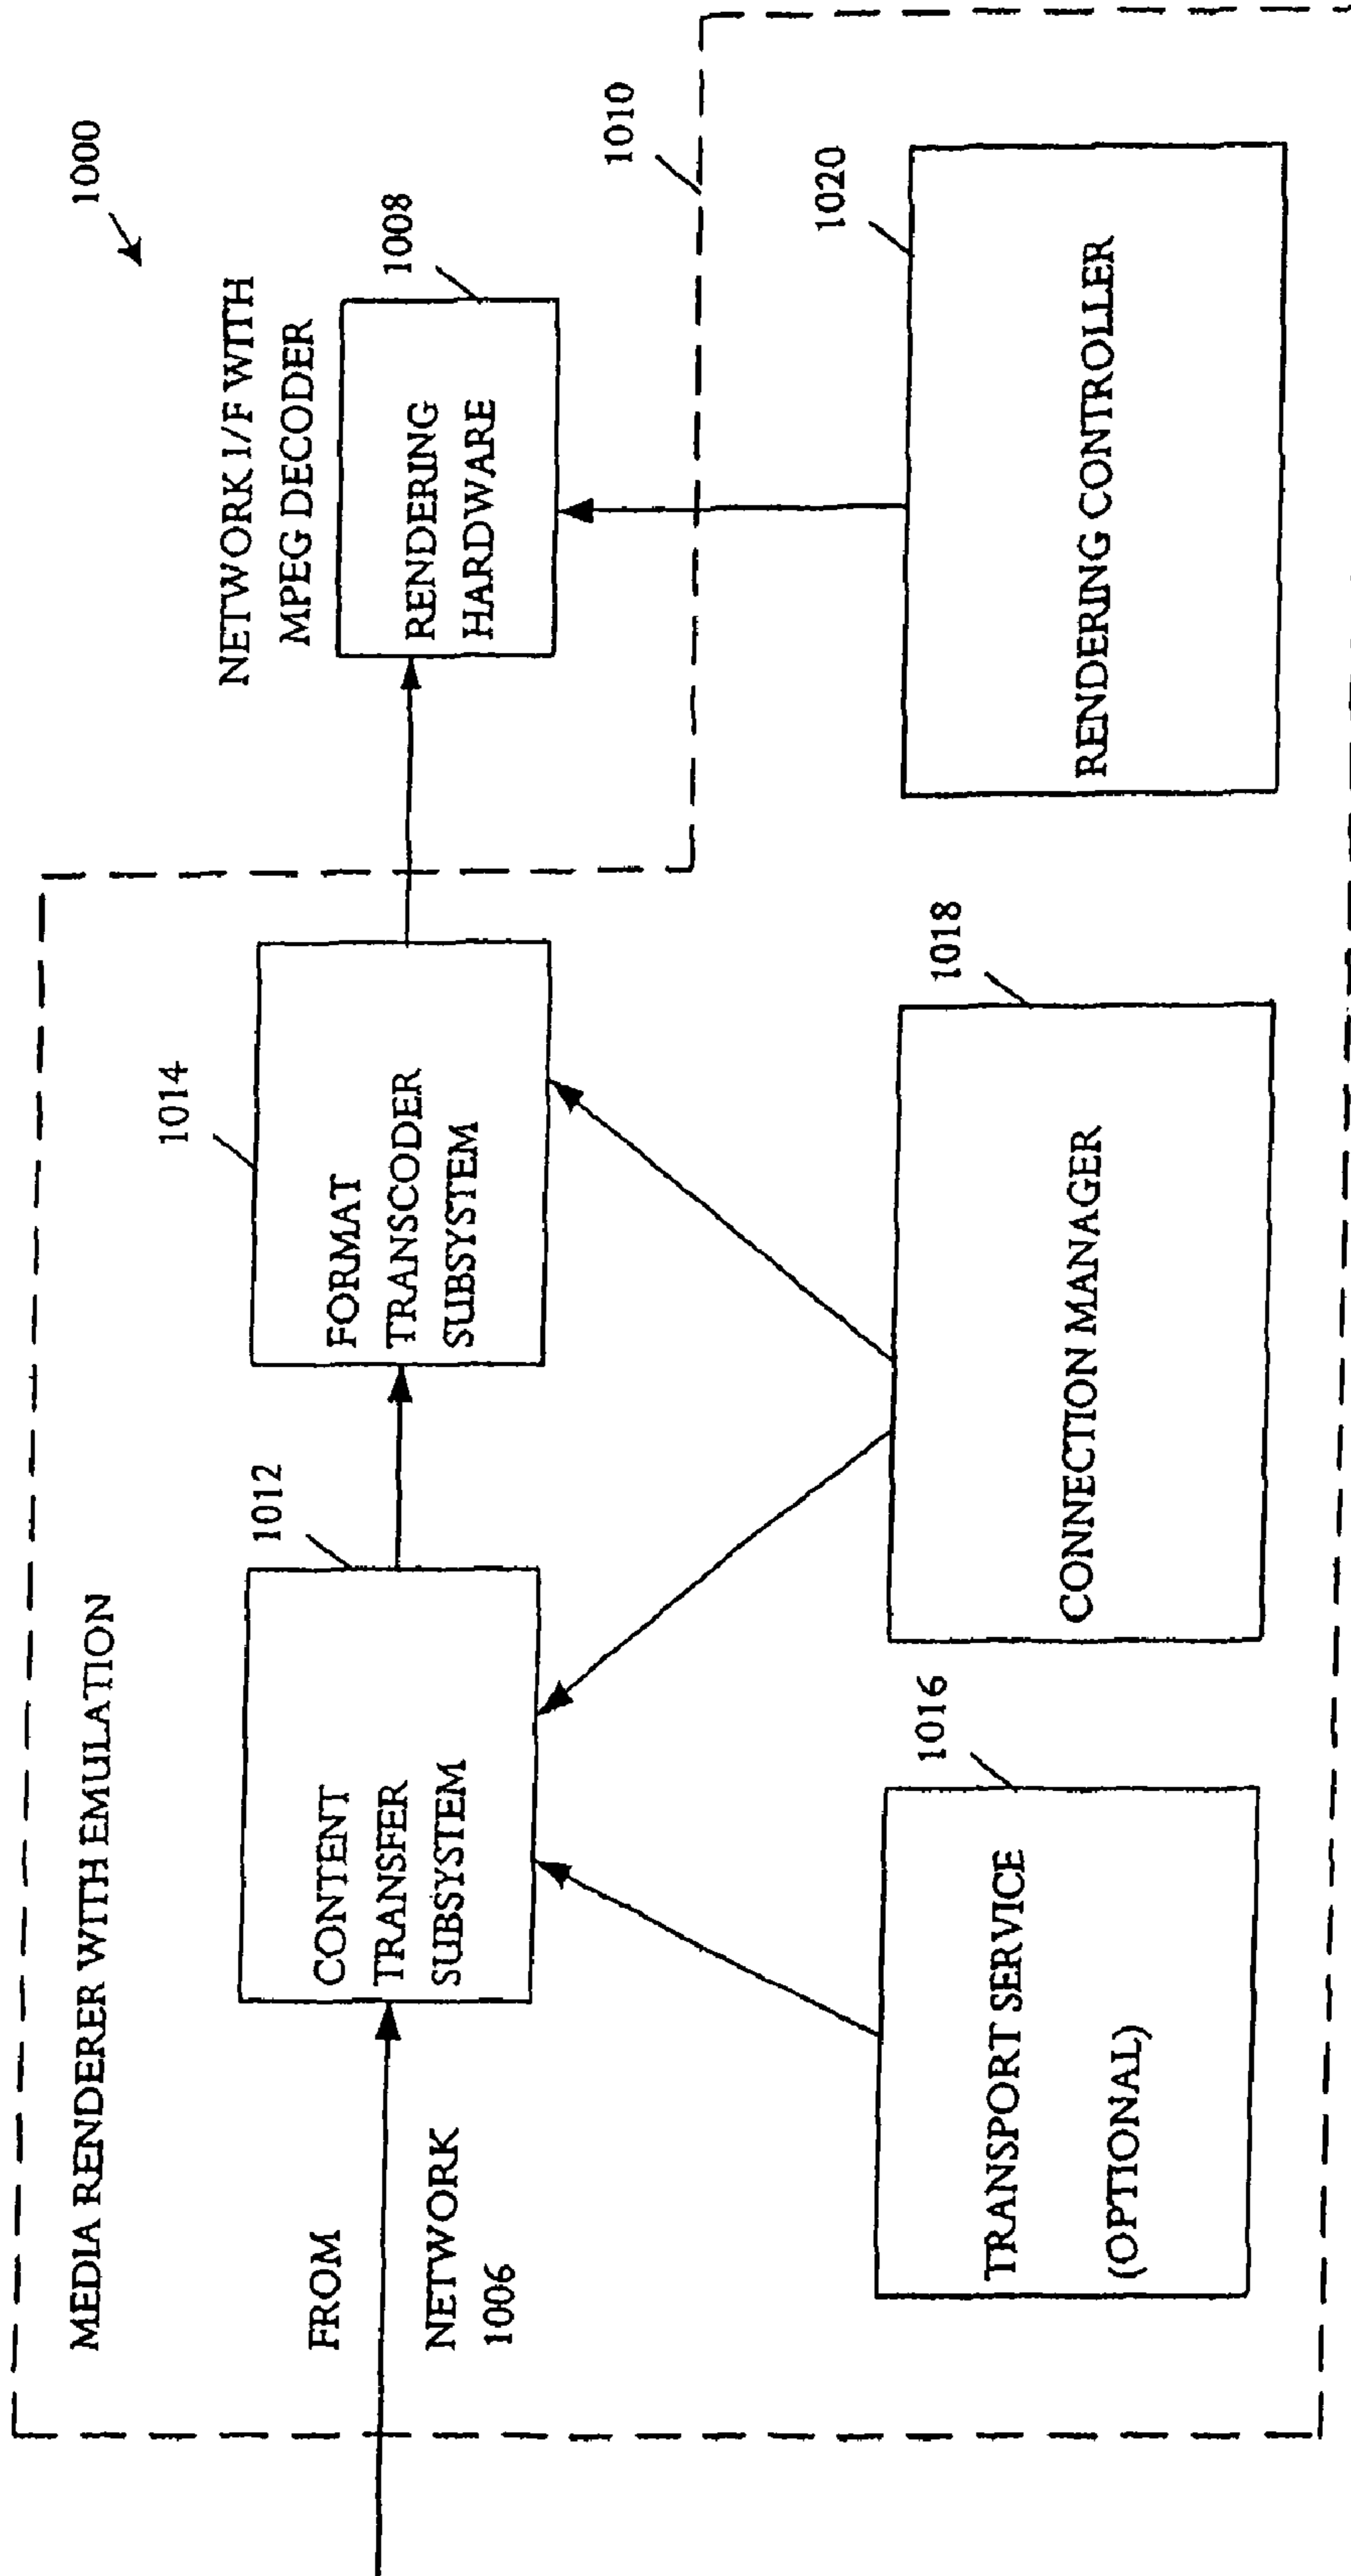 1000
NETWORK I/F WITH
MPEG DECODER
1008
RENDERING
HARDWARE
1010
MEDIA RENDERER WITH EMULATION
FROM
NETWORK
1006
1012
CONTENT
TRANSFER
SUBSYSTEM
1014
FORMAT
TRANSCODER
SUBSYSTEM
1016
TRANSPORT SERVICE
(OPTIONAL)
1018
CONNECTION MANAGER
1020
RENDERING CONTROLLER